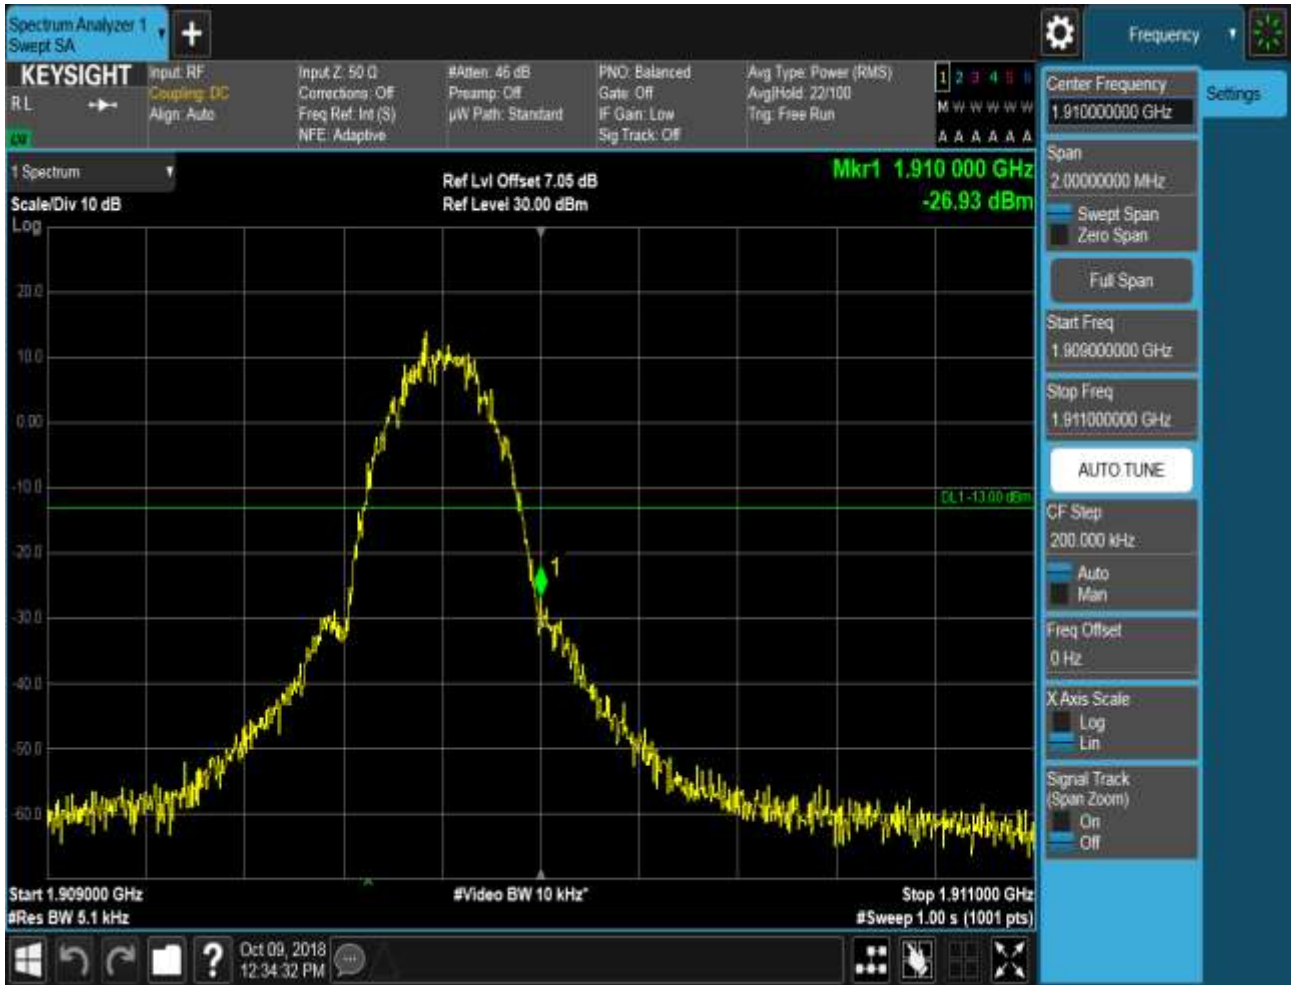 Spectrum Analyzer 1
Swept SA
Frequency
KEYSIGHT
R L
Input: RF
Coupling: DC
Align: Auto
Input Z: 50 Ω
Corrections: Off
Freq Ref: Int (S)
NFE: Adaptive
#Atten: 46 dB
Preamp: Off
µW Path: Standard
PNO: Balanced
Gate: Off
IF Gain: Low
Sig Track: Off
Avg Type: Power (RMS)
Avg|Hold: 22/100
Trig: Free Run
1 2 3 4 5 6
M W W W W W
A A A A A A
1 Spectrum
Scale/Div 10 dB
Log
Ref Lvl Offset 7.05 dB
Ref Level 30.00 dBm
Mkr1 1.910 000 GHz
-26.93 dBm
20.0
10.0
0.00
-10.0
-20.0
-30.0
-40.0
-50.0
-60.0
DL1 -13.00 dBm
1
Start 1.909000 GHz
#Res BW 5.1 kHz
#Video BW 10 kHz*
Stop 1.911000 GHz
#Sweep 1.00 s (1001 pts)
Center Frequency
1.910000000 GHz
Settings
Span
2.00000000 MHz
Swept Span
Zero Span
Full Span
Start Freq
1.909000000 GHz
Stop Freq
1.911000000 GHz
AUTO TUNE
CF Step
200.000 kHz
Auto
Man
Freq Offset
0 Hz
X Axis Scale
Log
Lin
Signal Track
(Span Zoom)
On
Off
?
Oct 09, 2018
12:34:32 PM